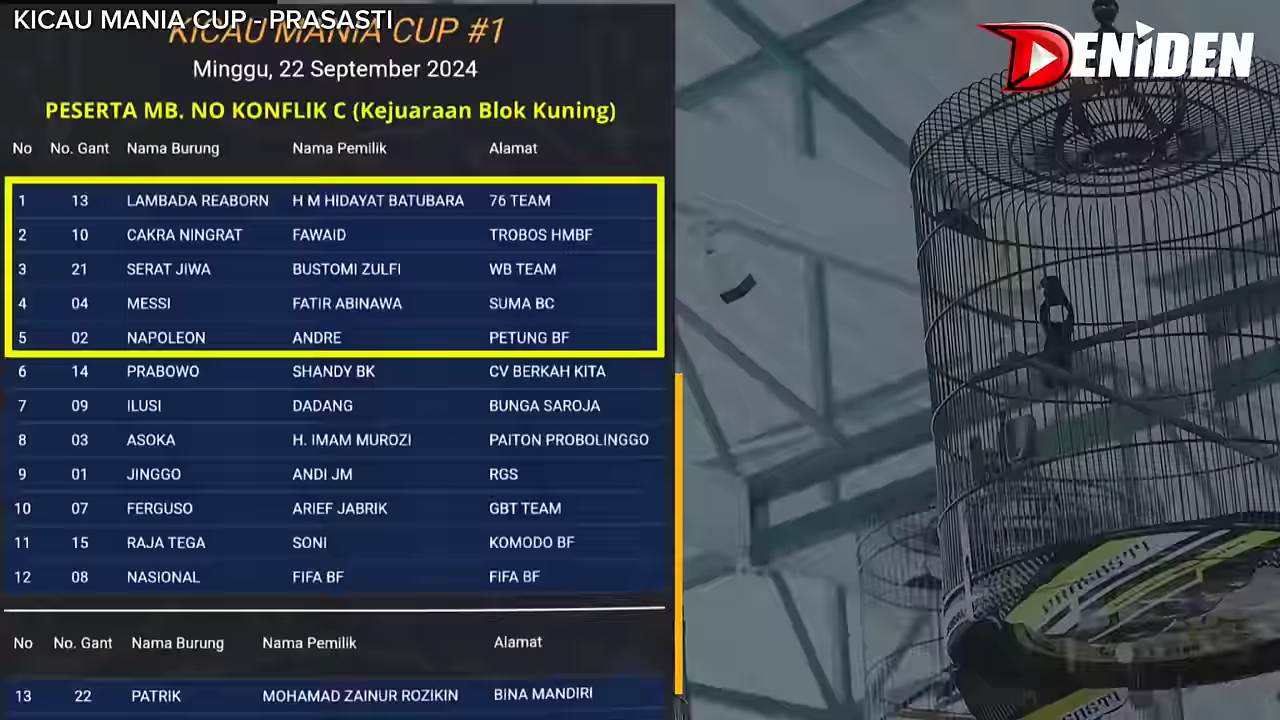 KICAU MANIA CUP - PRASASTI
KICAU MANIA CUP #1
Minggu, 22 September 2024
PESERTA MB. NO KONFLIK C (Kejuaraan Blok Kuning)
No No. Gant Nama Burung Nama Pemilik Alamat
1 13 LAMBADA REABORN H M HIDAYAT BATUBARA 76 TEAM
2 10 CAKRA NINGRAT FAWAID TROBOS HMBF
3 21 SERAT JIWA BUSTOMI ZULFI WB TEAM
4 04 MESSI FATIR ABINAWA SUMA BC
5 02 NAPOLEON ANDRE PETUNG BF
6 14 PRABOWO SHANDY BK CV BERKAH KITA
7 09 ILUSI DADANG BUNGA SAROJA
8 03 ASOKA H. IMAM MUROZI PAITON PROBOLINGGO
9 01 JINGGO ANDI JM RGS
10 07 FERGUSO ARIEF JABRIK GBT TEAM
11 15 RAJA TEGA SONI KOMODO BF
12 08 NASIONAL FIFA BF FIFA BF
No No. Gant Nama Burung Nama Pemilik Alamat
13 22 PATRIK MOHAMAD ZAINUR ROZIKIN BINA MANDIRI
DENIDEN
PRASASTI